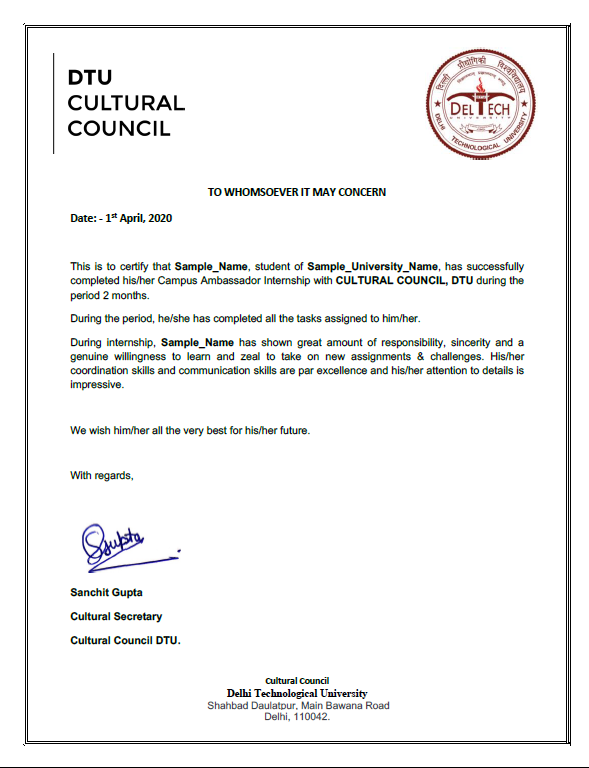 DTU
CULTURAL
COUNCIL
दिल्ली प्रौद्योगिकी विश्वविद्यालय
DELTECH
UNIVERSITY
DELHI TECHNOLOGICAL UNIVERSITY
TO WHOMSOEVER IT MAY CONCERN
Date: - 1st April, 2020
This is to certify that Sample_Name, student of Sample_University_Name, has successfully
completed his/her Campus Ambassador Internship with CULTURAL COUNCIL, DTU during the
period 2 months.
During the period, he/she has completed all the tasks assigned to him/her.
During internship, Sample_Name has shown great amount of responsibility, sincerity and a
genuine willingness to learn and zeal to take on new assignments & challenges. His/her
coordination skills and communication skills are par excellence and his/her attention to details is
impressive.
We wish him/her all the very best for his/her future.
With regards,
SGupta
Sanchit Gupta
Cultural Secretary
Cultural Council DTU.
Cultural Council
Delhi Technological University
Shahbad Daulatpur, Main Bawana Road
Delhi, 110042.